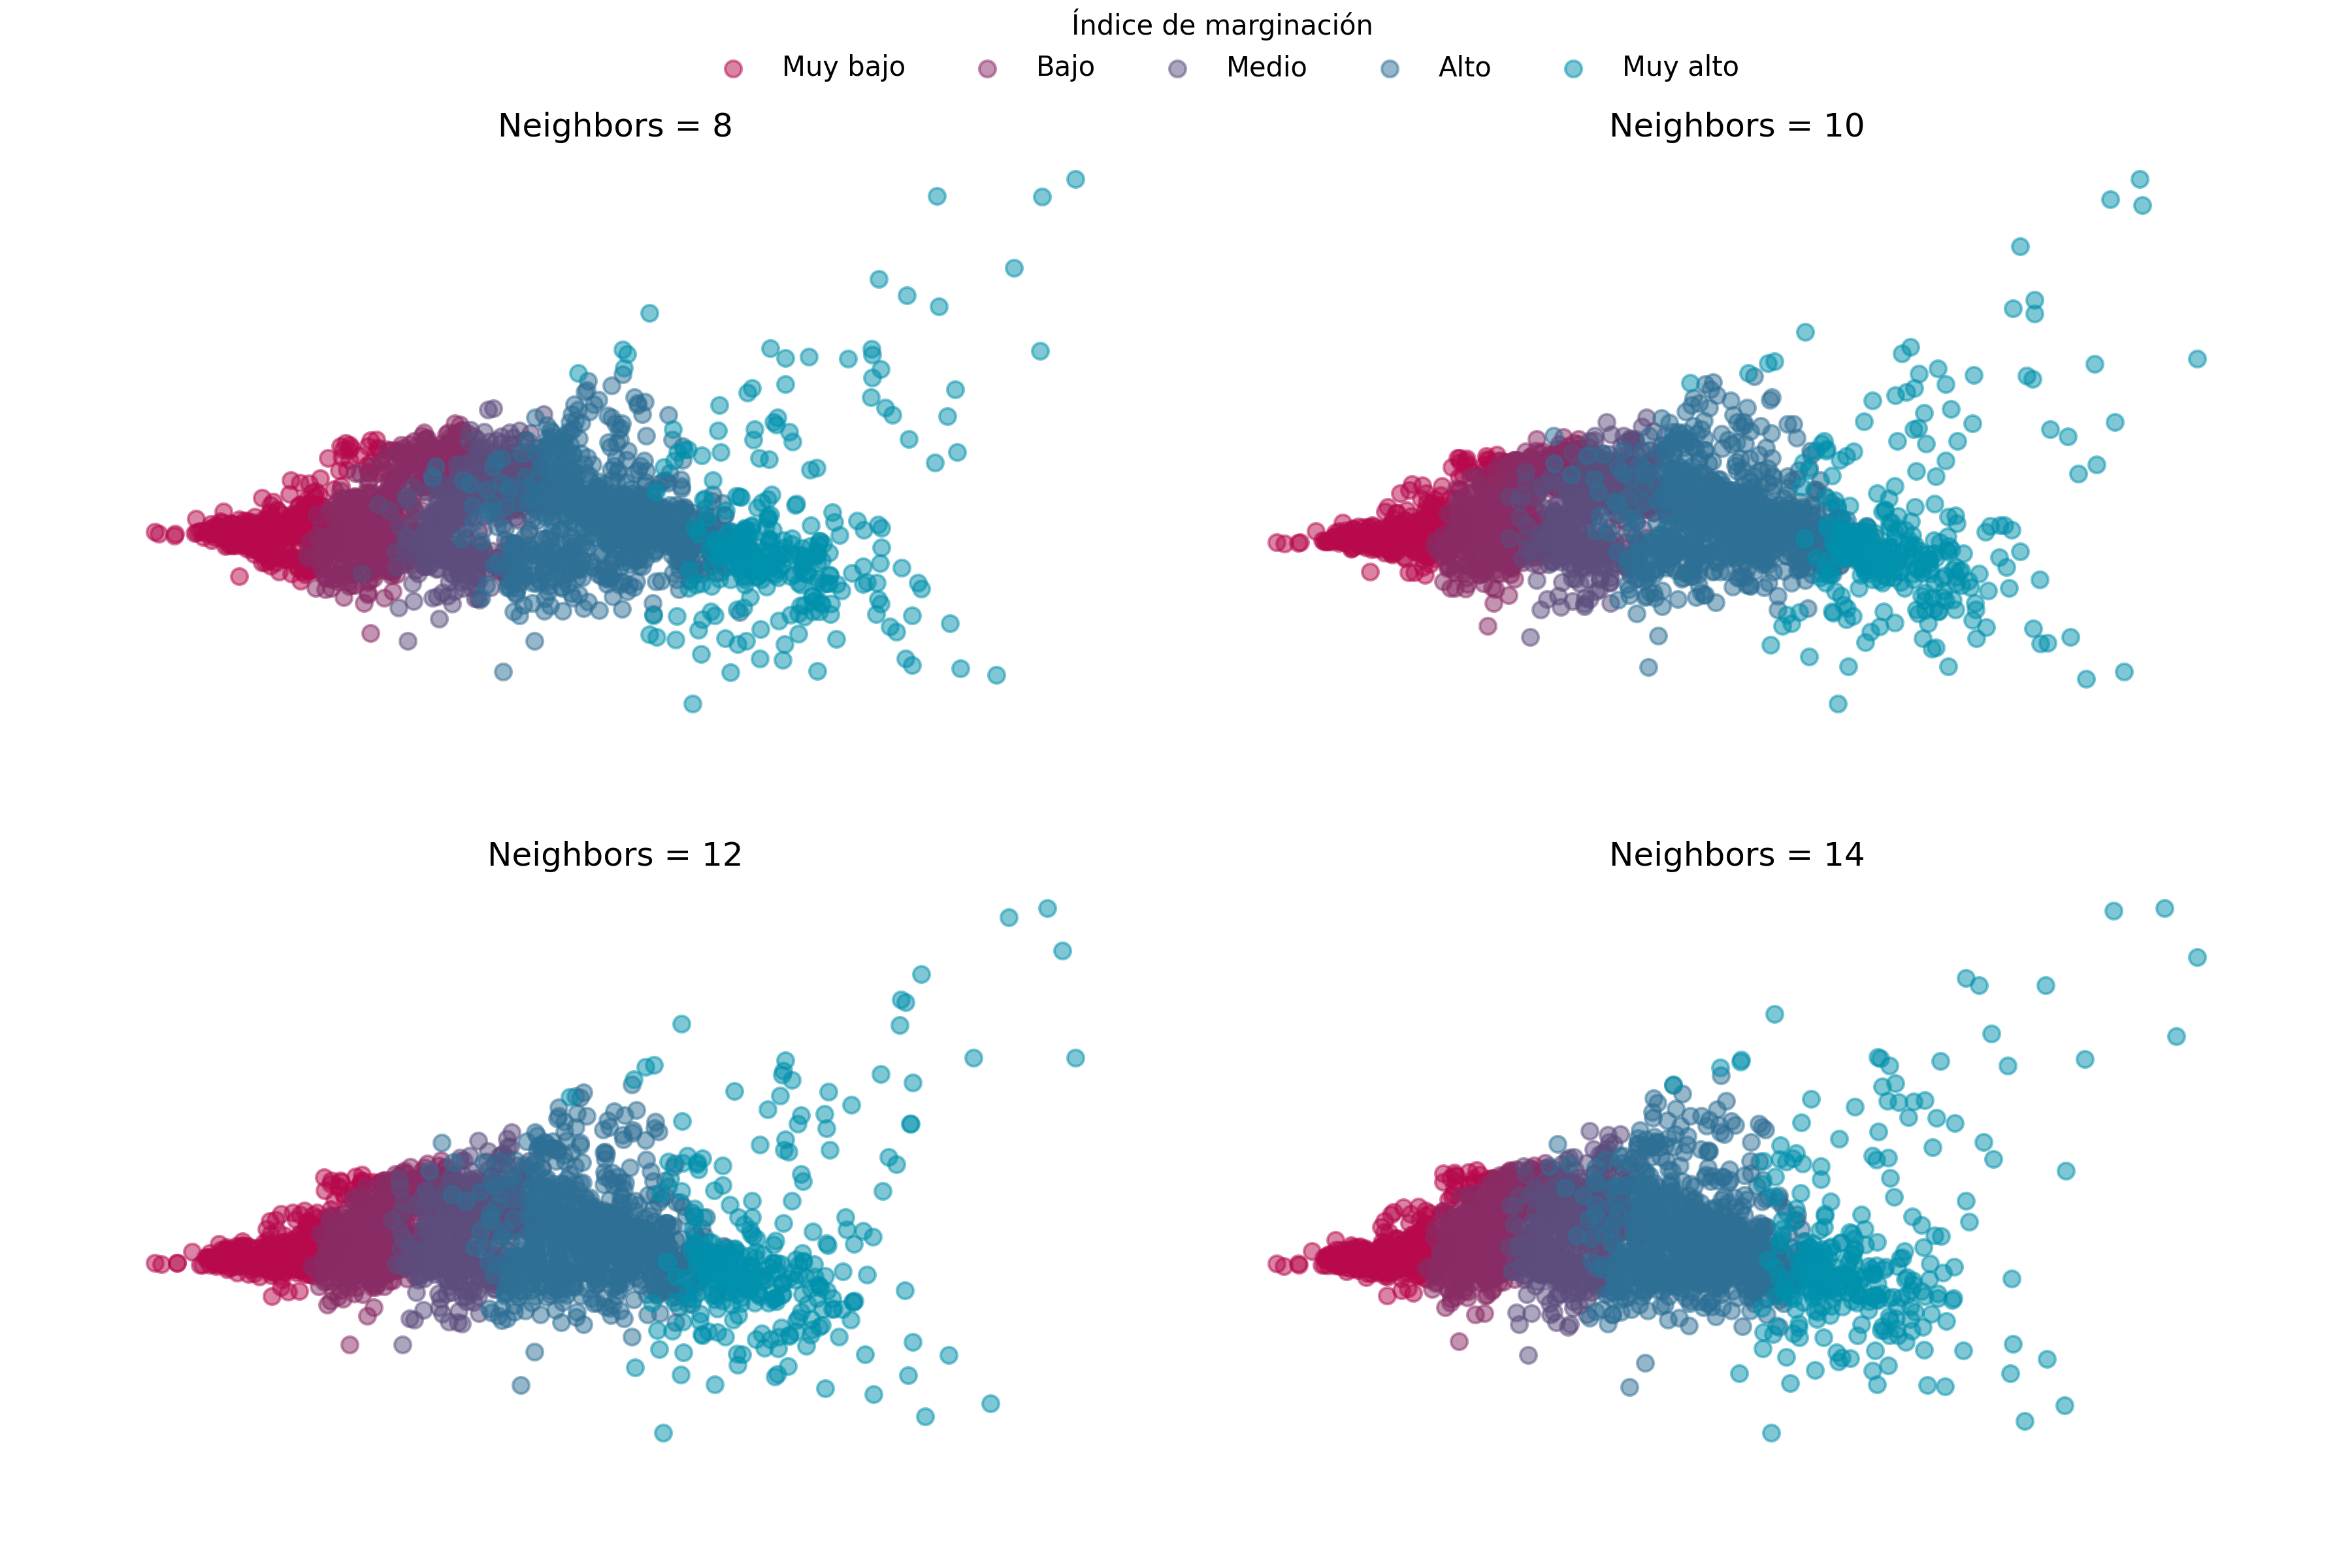 Índice de marginación
Muy bajo Bajo Medio Alto Muy alto
Neighbors = 8
Neighbors = 10
Neighbors = 12
Neighbors = 14